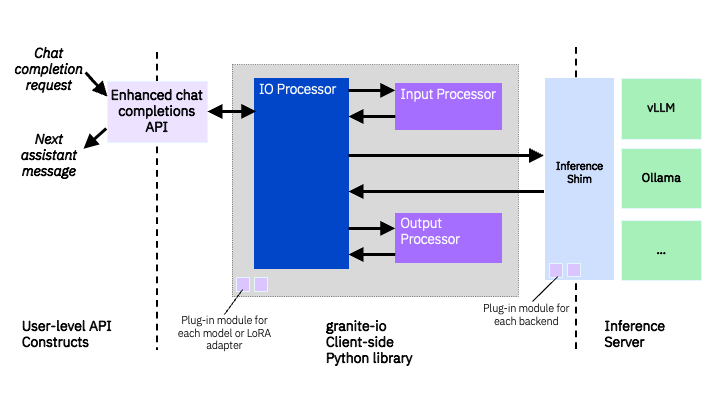 Chat
completion
request
Next
assistant
message
Enhanced chat
completions
API
IO Processor
Input Processor
Output
Processor
Inference
Shim
vLLM
Ollama
...
Plug-in module for
each model or LoRA
adapter
Plug-in module for
each backend
User-level API
Constructs
granite-io
Client-side
Python library
Inference
Server